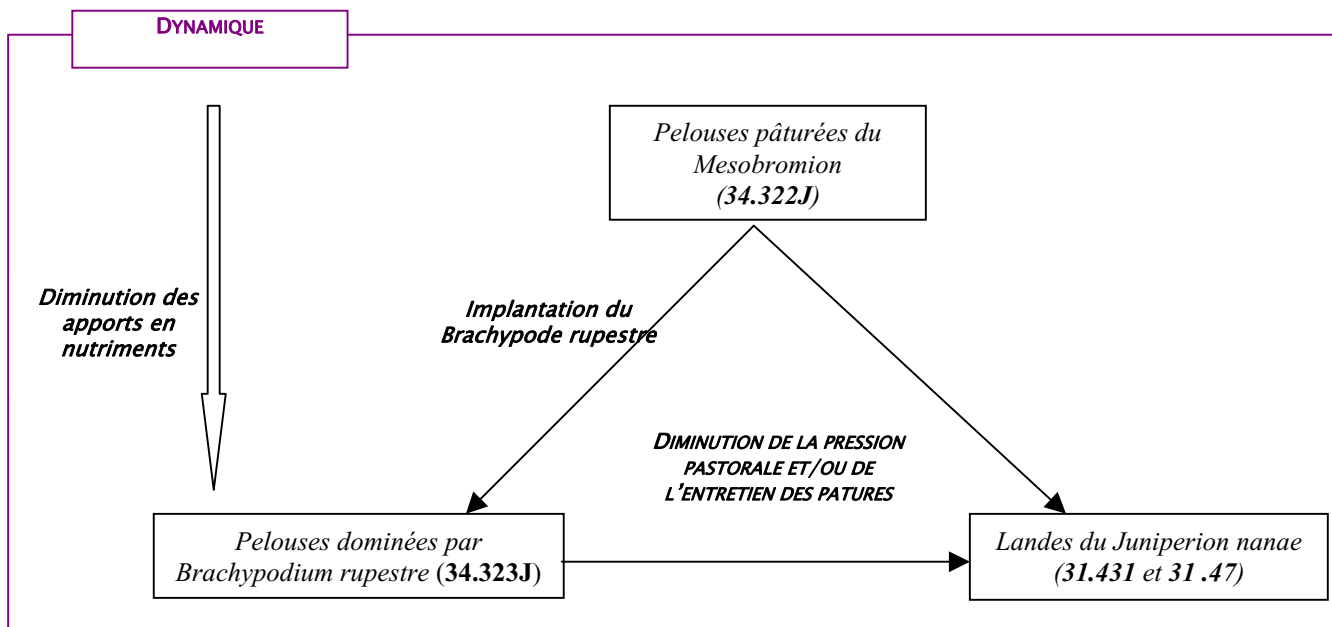 DYNAMIQUE
Pelouses pâturées du
Mesobromion
(34.322J)
Diminution des
apports en
nutriments
Implantation du
Brachypode rupestre
DIMINUTION DE LA PRESSION
PASTORALE ET/OU DE
L'ENTRETIEN DES PATURES
Pelouses dominées par
Brachypodium rupestre (34.323J)
Landes du Juniperion nanae
(31.431 et 31 .47)